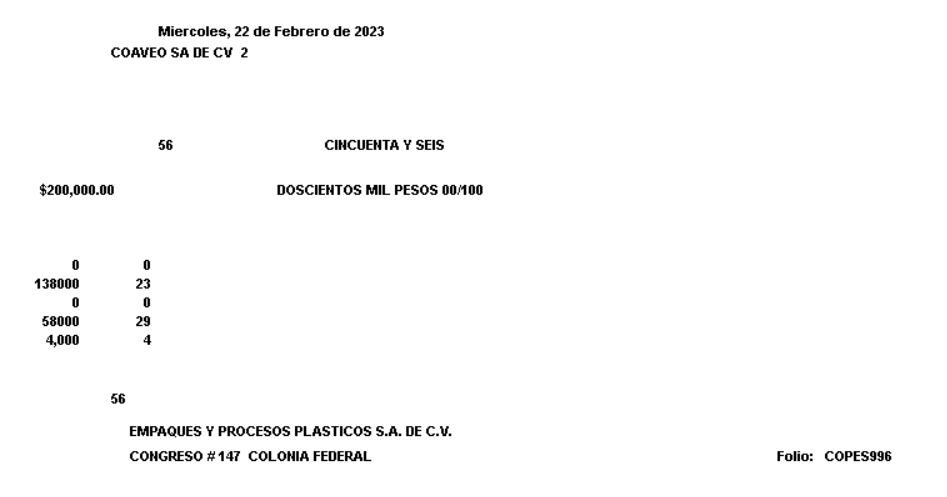 Miercoles, 22 de Febrero de 2023
COAVEO SA DE CV 2
56 CINCUENTA Y SEIS
$200,000.00 DOSCIENTOS MIL PESOS 00/100
0 0
138000 23
0 0
58000 29
4,000 4
56
EMPAQUES Y PROCESOS PLASTICOS S.A. DE C.V.
CONGRESO # 147 COLONIA FEDERAL Folio: COPES996